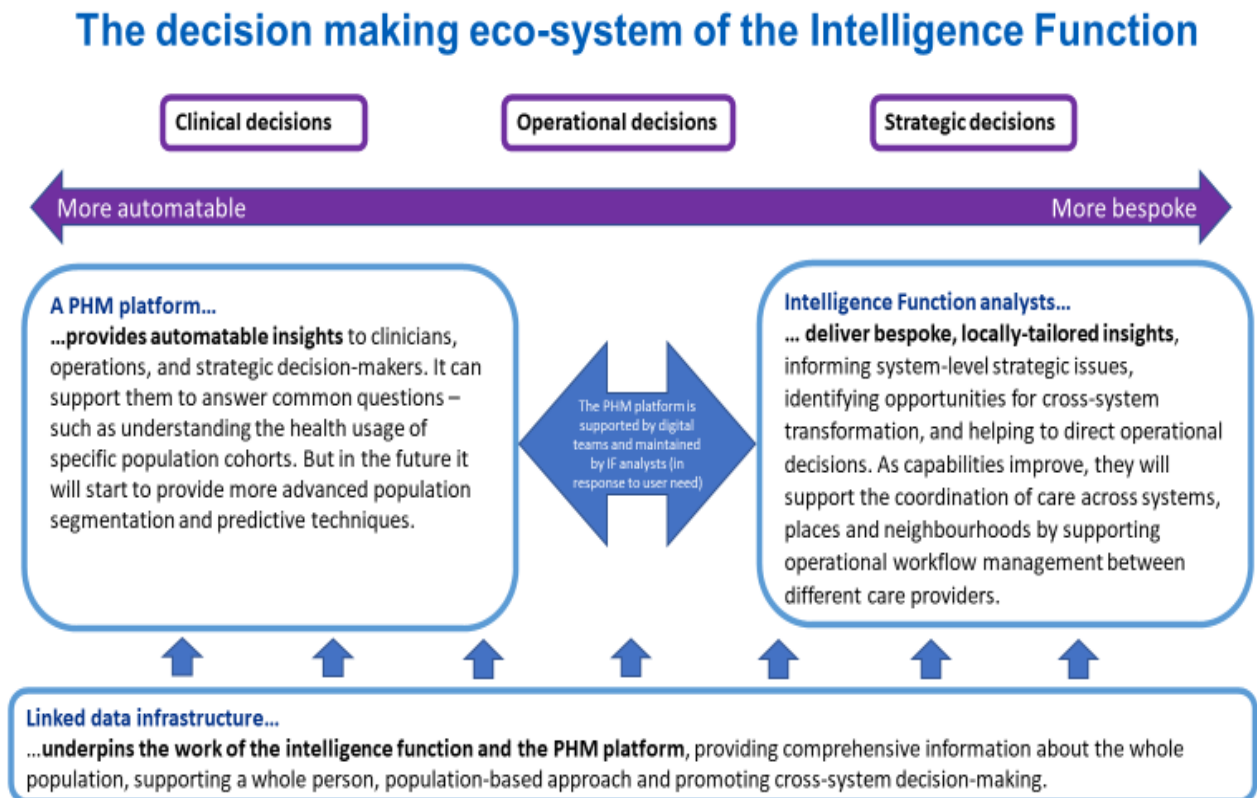 The decision making eco-system of the Intelligence Function
Clinical decisions
Operational decisions
Strategic decisions
More automatable
More bespoke
A PHM platform…
…provides automatable insights to clinicians,
operations, and strategic decision-makers. It can
support them to answer common questions –
such as understanding the health usage of
specific population cohorts. But in the future it
will start to provide more advanced population
segmentation and predictive techniques.
The PHM platform is
supported by digital
teams and maintained
by IF analysts (in
response to user need)
Intelligence Function analysts…
… deliver bespoke, locally-tailored insights,
informing system-level strategic issues,
identifying opportunities for cross-system
transformation, and helping to direct operational
decisions. As capabilities improve, they will
support the coordination of care across systems,
places and neighbourhoods by supporting
operational workflow management between
different care providers.
Linked data infrastructure…
…underpins the work of the intelligence function and the PHM platform, providing comprehensive information about the whole
population, supporting a whole person, population-based approach and promoting cross-system decision-making.